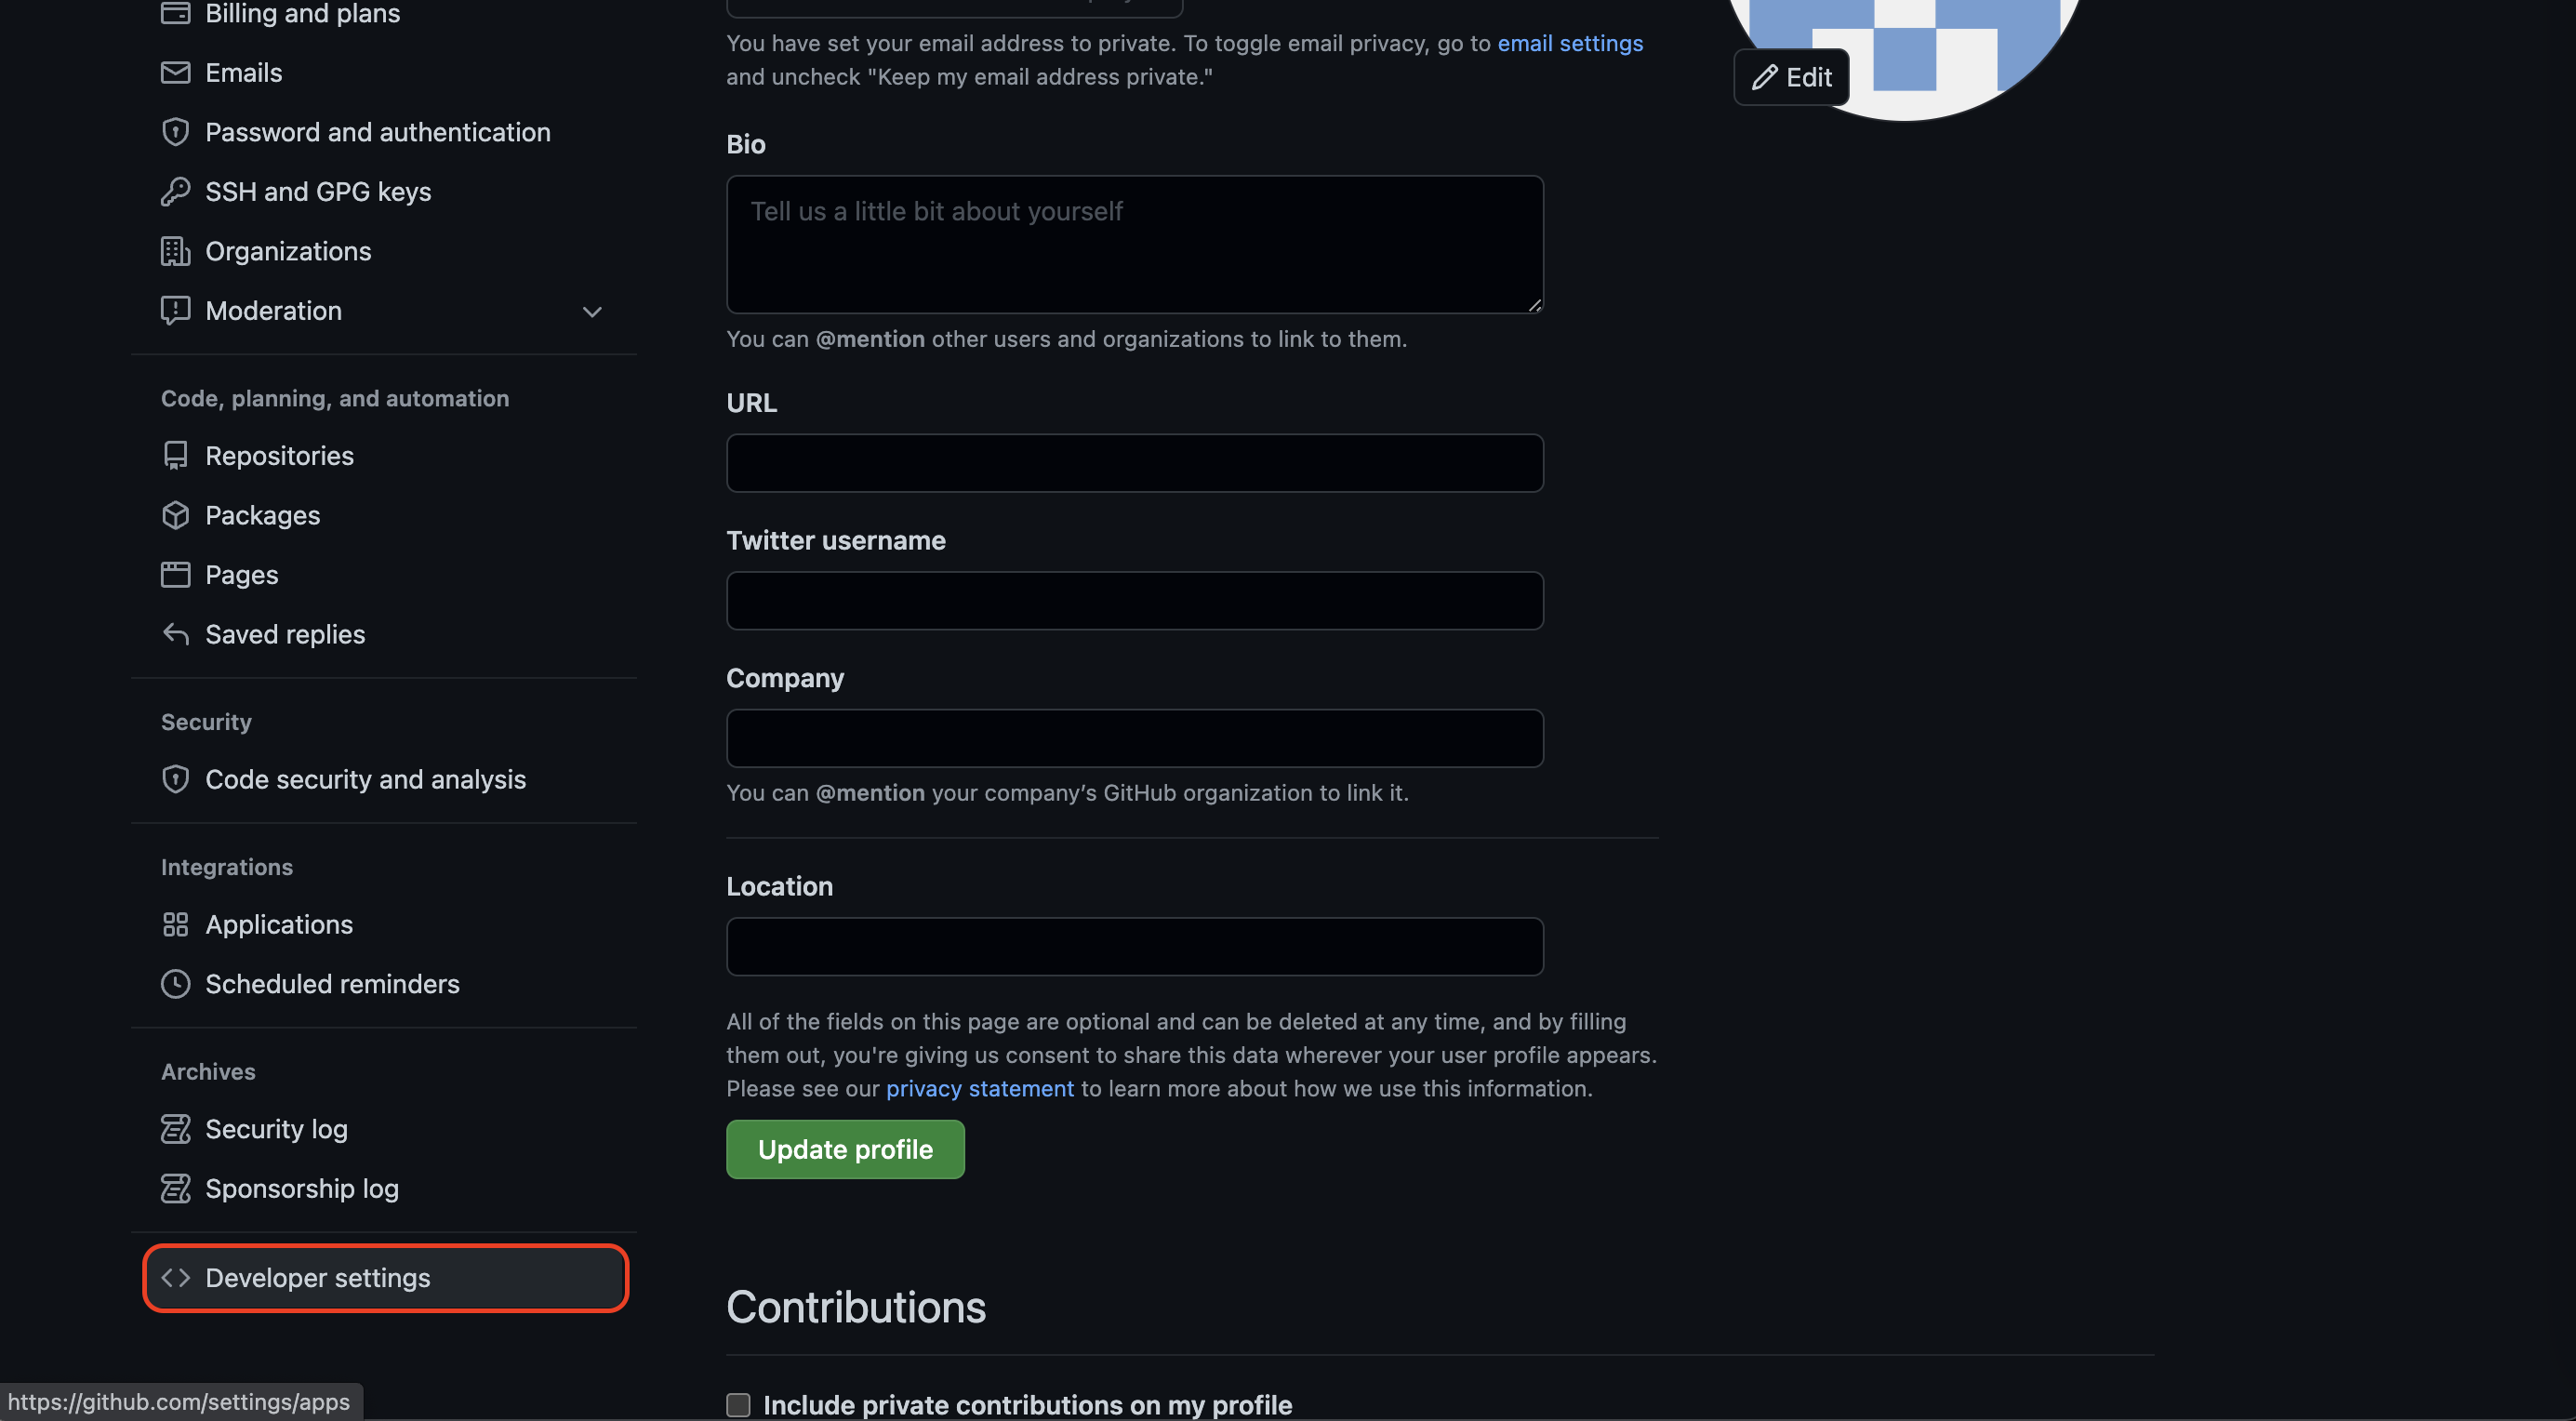 Billing and plans
Emails
Password and authentication
SSH and GPG keys
Organizations
Moderation
Code, planning, and automation
Repositories
Packages
Pages
Saved replies
Security
Code security and analysis
Integrations
Applications
Scheduled reminders
Archives
Security log
Sponsorship log
Developer settings
You have set your email address to private. To toggle email privacy, go to email settings
and uncheck "Keep my email address private."
Edit
Bio
Tell us a little bit about yourself
You can @mention other users and organizations to link to them.
URL
Twitter username
Company
You can @mention your company’s GitHub organization to link it.
Location
All of the fields on this page are optional and can be deleted at any time, and by filling
them out, you're giving us consent to share this data wherever your user profile appears.
Please see our privacy statement to learn more about how we use this information.
Update profile
Contributions
Include private contributions on my profile
https://github.com/settings/apps